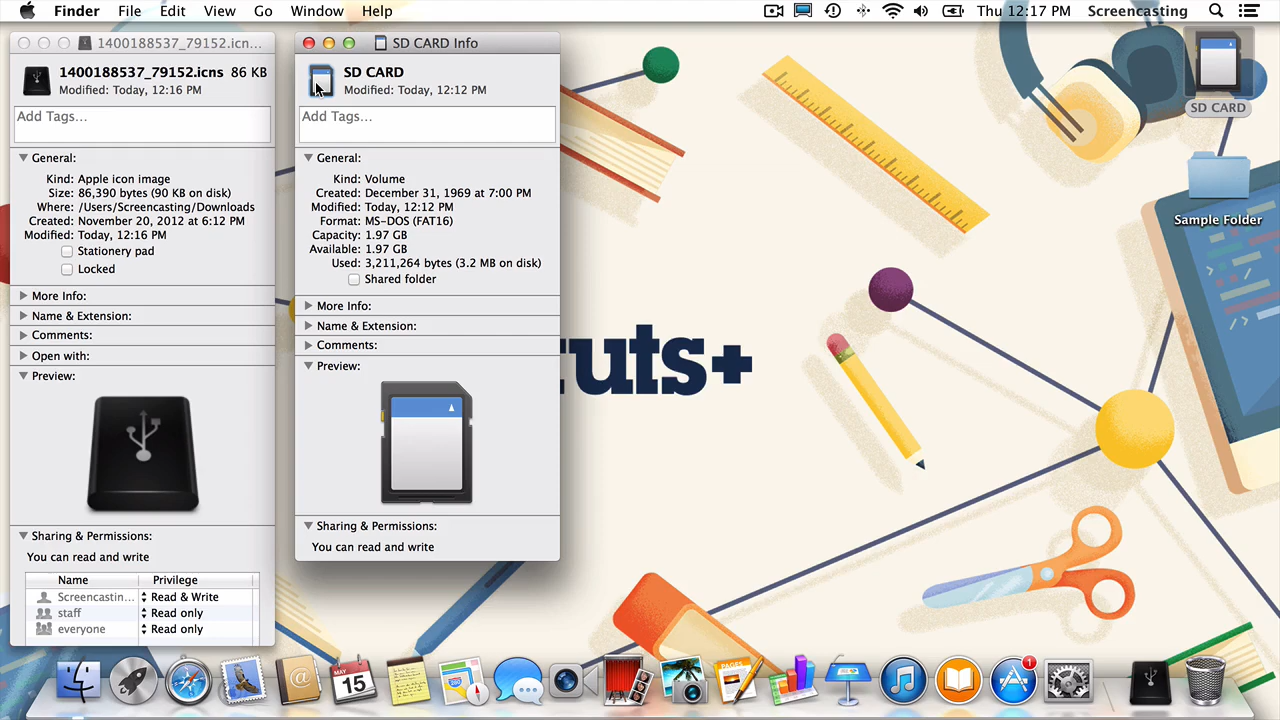 Finder File Edit View Go Window Help Thu 12:17 PM Screencasting
1400188537_79152.icn...
1400188537_79152.icns 86 KB
Modified: Today, 12:16 PM
Add Tags...
General:
Kind: Apple icon image
Size: 86,390 bytes (90 KB on disk)
Where: /Users/Screencasting/Downloads
Created: November 20, 2012 at 6:12 PM
Modified: Today, 12:16 PM
Stationery pad
Locked
More Info:
Name & Extension:
Comments:
Open with:
Preview:
Sharing & Permissions:
You can read and write
Name Privilege
Screencastin... Read & Write
staff Read only
everyone Read only
SD CARD Info
SD CARD
Modified: Today, 12:12 PM
Add Tags...
General:
Kind: Volume
Created: December 31, 1969 at 7:00 PM
Modified: Today, 12:12 PM
Format: MS-DOS (FAT16)
Capacity: 1.97 GB
Available: 1.97 GB
Used: 3,211,264 bytes (3.2 MB on disk)
Shared folder
More Info:
Name & Extension:
Comments:
Preview:
Sharing & Permissions:
You can read and write
tuts+
SD CARD
Sample Folder
MAY
15
PAGES
1